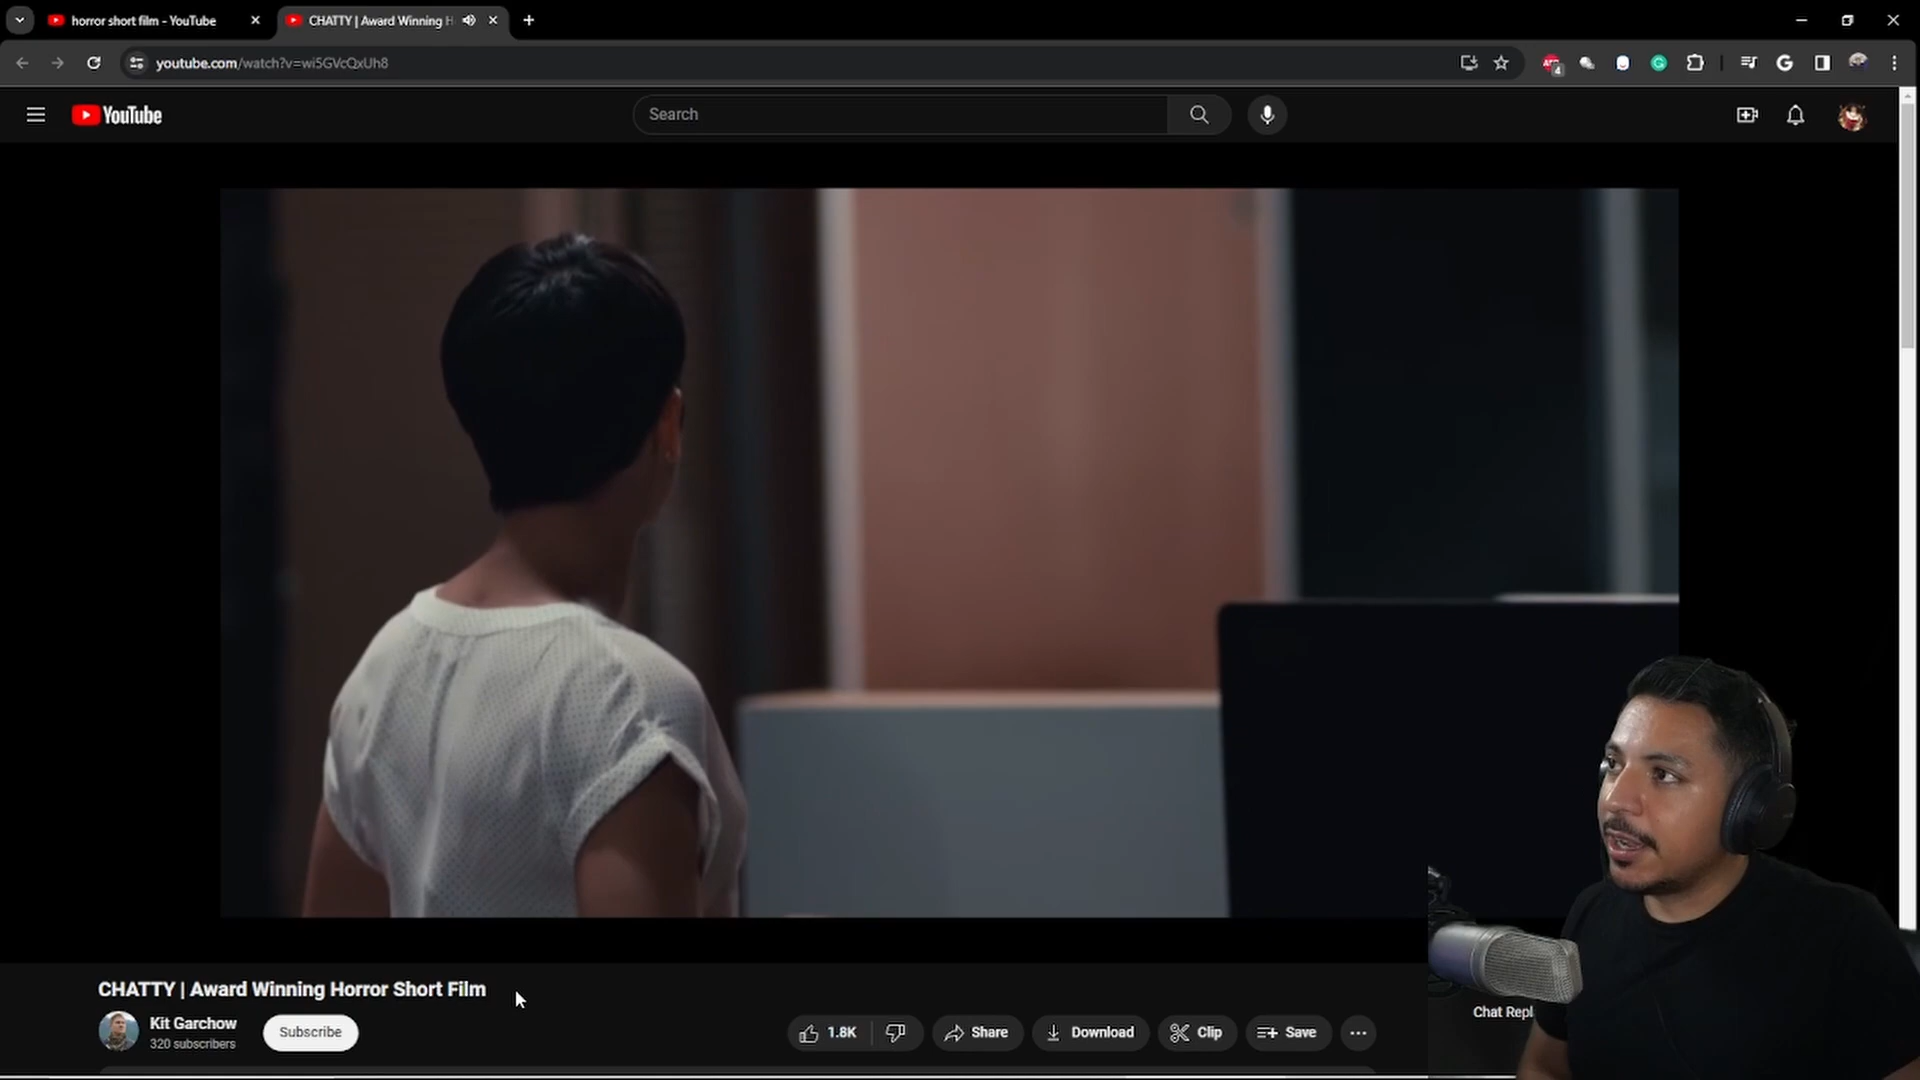 horror short film - YouTube
CHATTY | Award Winning H
youtube.com/watch?v=wi5GVcQxUh8
4
YouTube
Search
CHATTY | Award Winning Horror Short Film
Kit Garchow
320 subscribers
Subscribe
1.8K
Share
Download
Clip
Save
Chat Repl